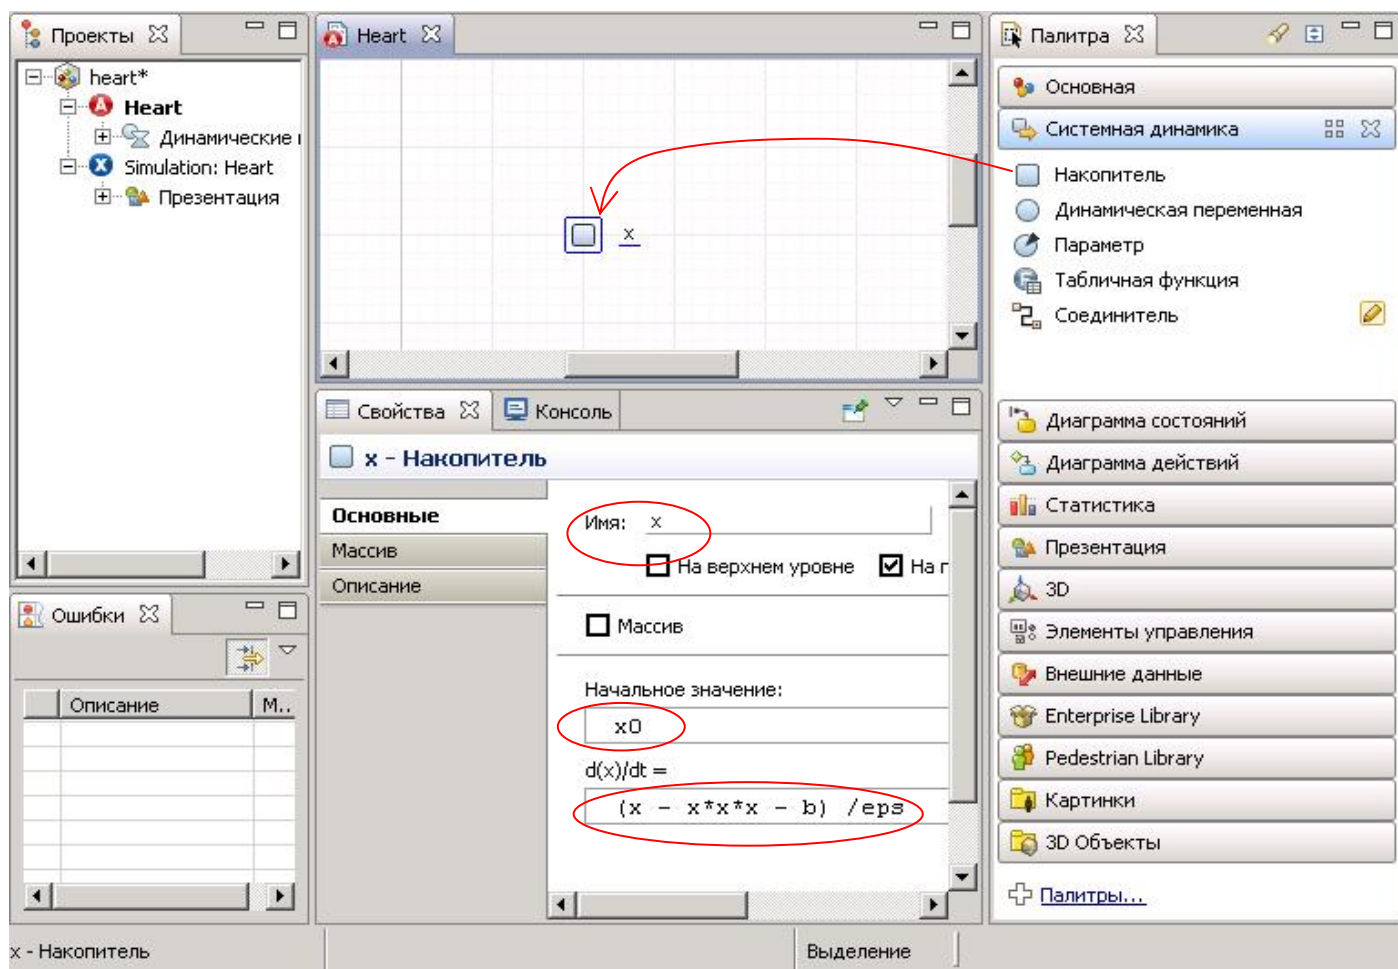 Проекты
heart*
Heart
Динамические
Simulation: Heart
Презентация
Ошибки
Описание
М..
Heart
x
Свойства
Консоль
x - Накопитель
Основные
Массив
Описание
Имя: x
На верхнем уровне На п
Массив
Начальное значение:
x0
d(x)/dt =
(x - x*x*x - b) /eps
Палитра
Основная
Системная динамика
Накопитель
Динамическая переменная
Параметр
Табличная функция
Соединитель
Диаграмма состояний
Диаграмма действий
Статистика
Презентация
3D
Элементы управления
Внешние данные
Enterprise Library
Pedestrian Library
Картинки
3D Объекты
Палитры...
x - Накопитель
Выделение